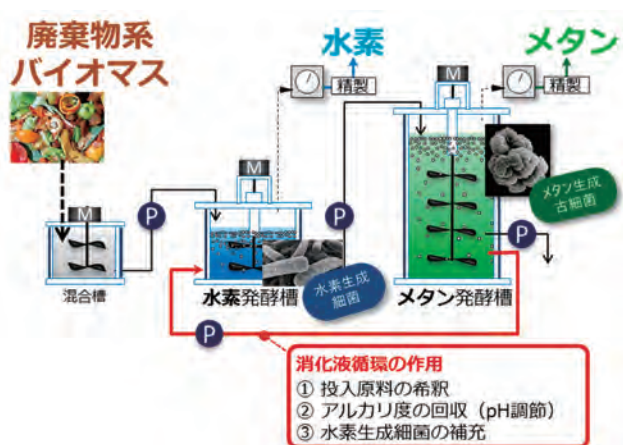 廃棄物系
バイオマス
水素
メタン
精製
精製
M
M
M
P
P
P
P
メタン生成
古細菌
水素生成
細菌
混合槽
水素発酵槽
メタン発酵槽
消化液循環の作用
① 投入原料の希釈
② アルカリ度の回収（pH調節）
③ 水素生成細菌の補充